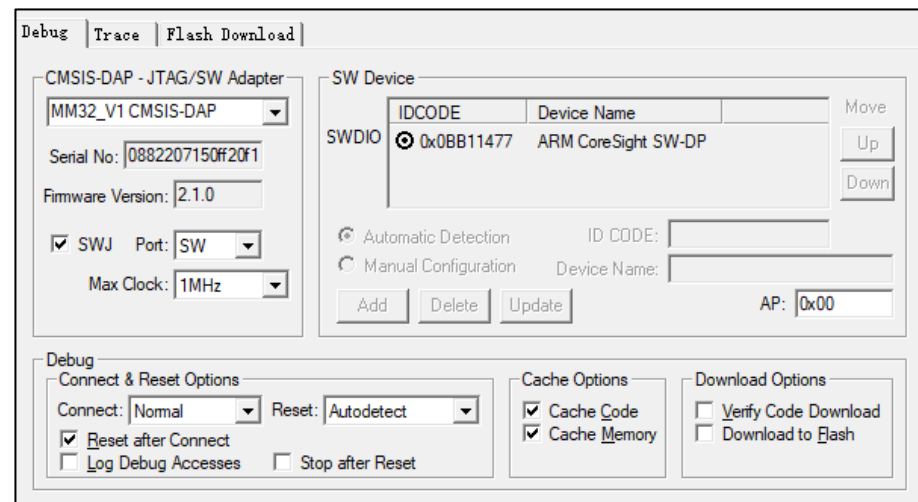 Debug Trace Flash Download
CMSIS-DAP - JTAG/SW Adapter
MM32_V1 CMSIS-DAP
Serial No: 0882207150ff20f1
Firmware Version: 2.1.0
SWJ Port: SW
Max Clock: 1MHz
SW Device
IDCODE Device Name
SWDIO 0x0BB11477 ARM CoreSight SW-DP
Move
Up
Down
Automatic Detection ID CODE:
Manual Configuration Device Name:
Add Delete Update AP: 0x00
Debug
Connect & Reset Options
Connect: Normal Reset: Autodetect
Reset after Connect
Log Debug Accesses Stop after Reset
Cache Options
Cache Code
Cache Memory
Download Options
Verify Code Download
Download to Flash